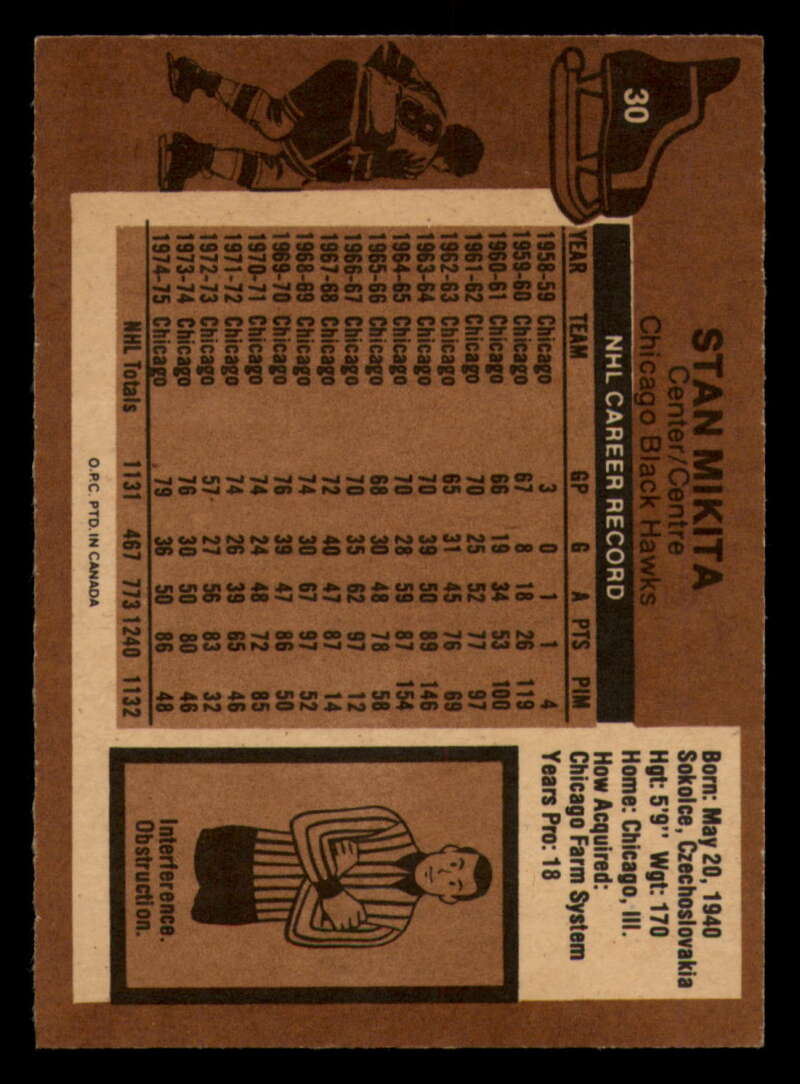 30
STAN MIKITA
Center/Centre
Chicago Black Hawks
NHL CAREER RECORD
YEAR TEAM GP G A PTS PIM
1958-59 Chicago 3 0 1 1 4
1959-60 Chicago 67 8 18 26 119
1960-61 Chicago 66 19 34 53 100
1961-62 Chicago 70 25 52 77 97
1962-63 Chicago 65 31 45 76 69
1963-64 Chicago 70 39 50 89 146
1964-65 Chicago 70 28 59 87 154
1965-66 Chicago 68 30 48 78 58
1966-67 Chicago 70 35 62 97 12
1967-68 Chicago 72 40 47 87 14
1968-69 Chicago 74 30 67 97 52
1969-70 Chicago 76 39 47 86 50
1970-71 Chicago 74 24 48 72 85
1971-72 Chicago 74 26 39 65 46
1972-73 Chicago 57 27 56 83 32
1973-74 Chicago 76 30 50 80 46
1974-75 Chicago 79 36 50 86 48
NHL Totals 1131 467 773 1240 1132
O.P.C. PTD. IN CANADA
Born: May 20, 1940
Sokolce, Czechoslovakia
Hgt: 5'9" Wgt: 170
Home: Chicago, Ill.
How Acquired:
Chicago Farm System
Years Pro: 18
Interference.
Obstruction.
8